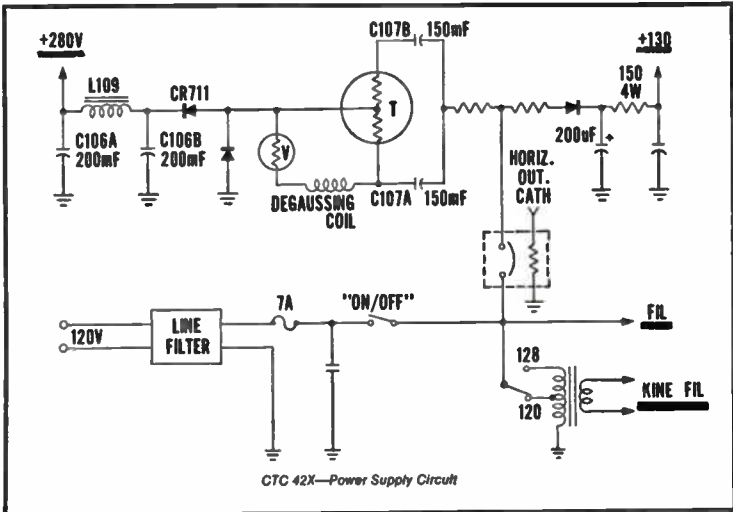 C107B 150mF
+280V
+130
L109
CR711
150
4W
T
C106A
200mF
C106B
200mF
V
200uF +
HORIZ.
OUT.
CATH
DEGAUSSING
COIL
C107A 150mF
7A
"ON/OFF"
120V
LINE
FILTER
FIL
128
120
KINE FIL
CTC 42X—Power Supply Circuit